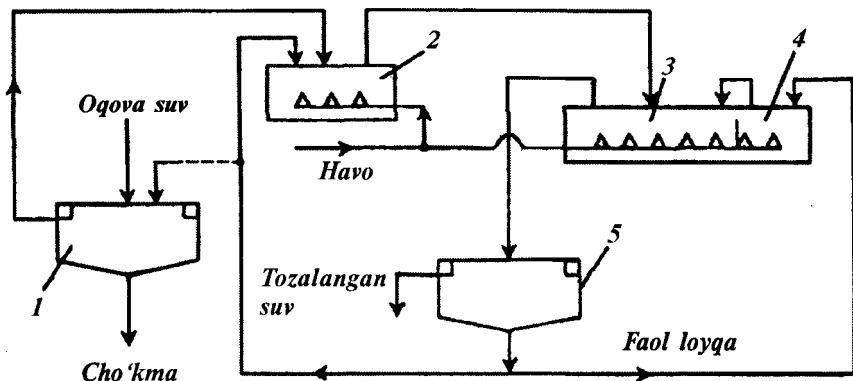 2
4
3
Oqova suv
Havo
5
1
Tozalangan
suv
Faol loyqa
Cho‘kma